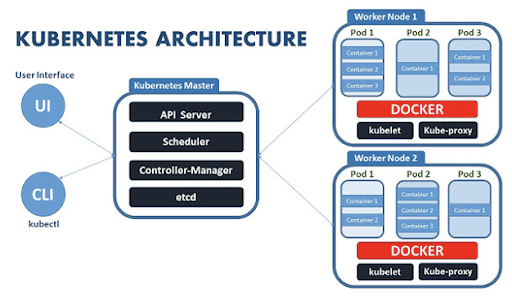 KUBERNETES ARCHITECTURE
User Interface
UI
CLI
kubectl
Kubernetes Master
API Server
Scheduler
Controller-Manager
etcd
Worker Node 1
Pod 1 Pod 2 Pod 3
Container 1
Container 2
Container 3
Container 1
Container 1
Container 2
DOCKER
kubelet Kube-proxy
Worker Node 2
Pod 1 Pod 2 Pod 3
Container 1
Container 2
Container 1
Container 2
Container 3
Container 1
DOCKER
kubelet Kube-proxy